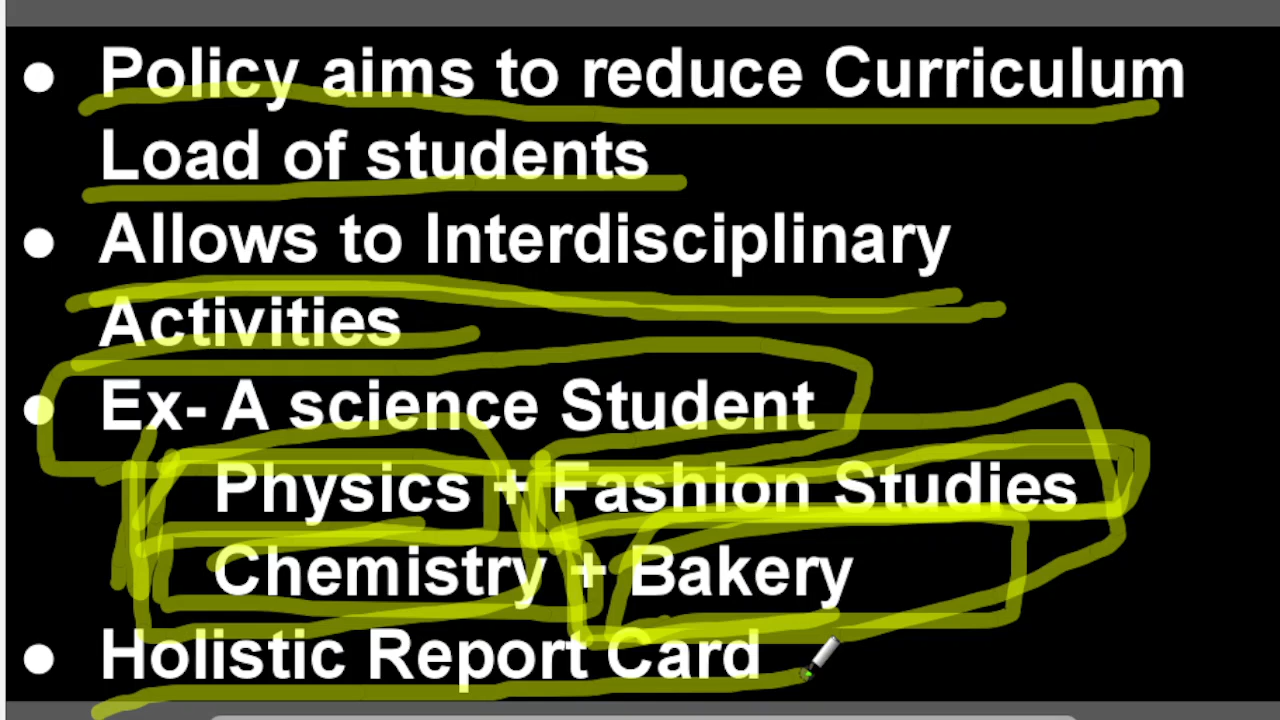 • Policy aims to reduce Curriculum
Load of students
• Allows to Interdisciplinary
Activities
• Ex- A science Student
Physics + Fashion Studies
Chemistry + Bakery
• Holistic Report Card